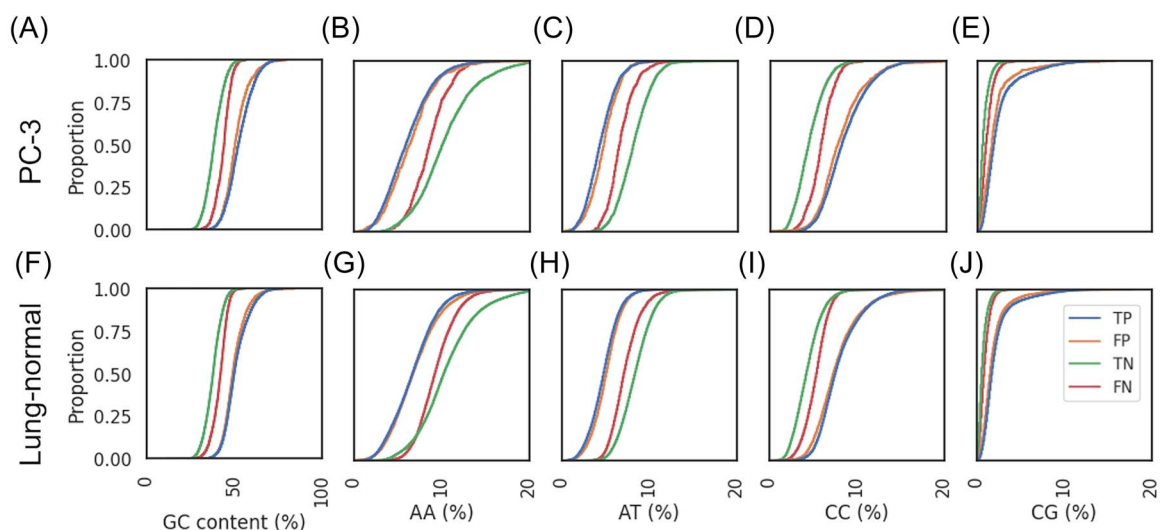 (A) (B) (C) (D) (E)
PC-3
Proportion
1.00
0.75
0.50
0.25
0.00
(F) (G) (H) (I) (J)
Lung-normal
Proportion
1.00
0.75
0.50
0.25
0.00
TP
FP
TN
FN
0 50 100 0 10 20 0 10 20 0 10 20 0 10 20
GC content (%) AA (%) AT (%) CC (%) CG (%)